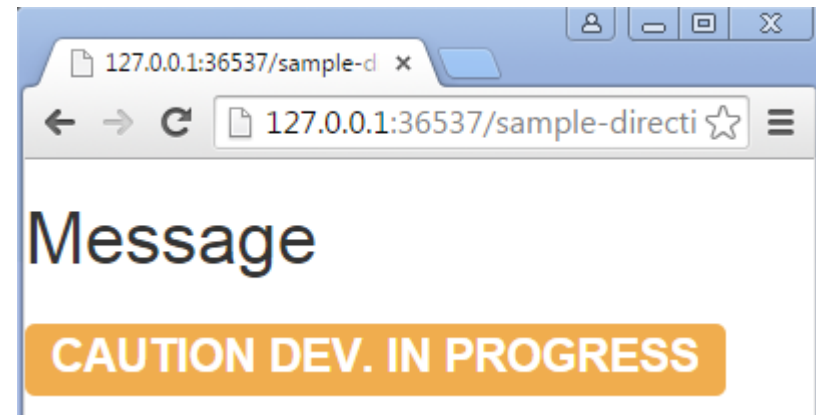 127.0.0.1:36537/sample-d
127.0.0.1:36537/sample-directi
Message
CAUTION DEV. IN PROGRESS